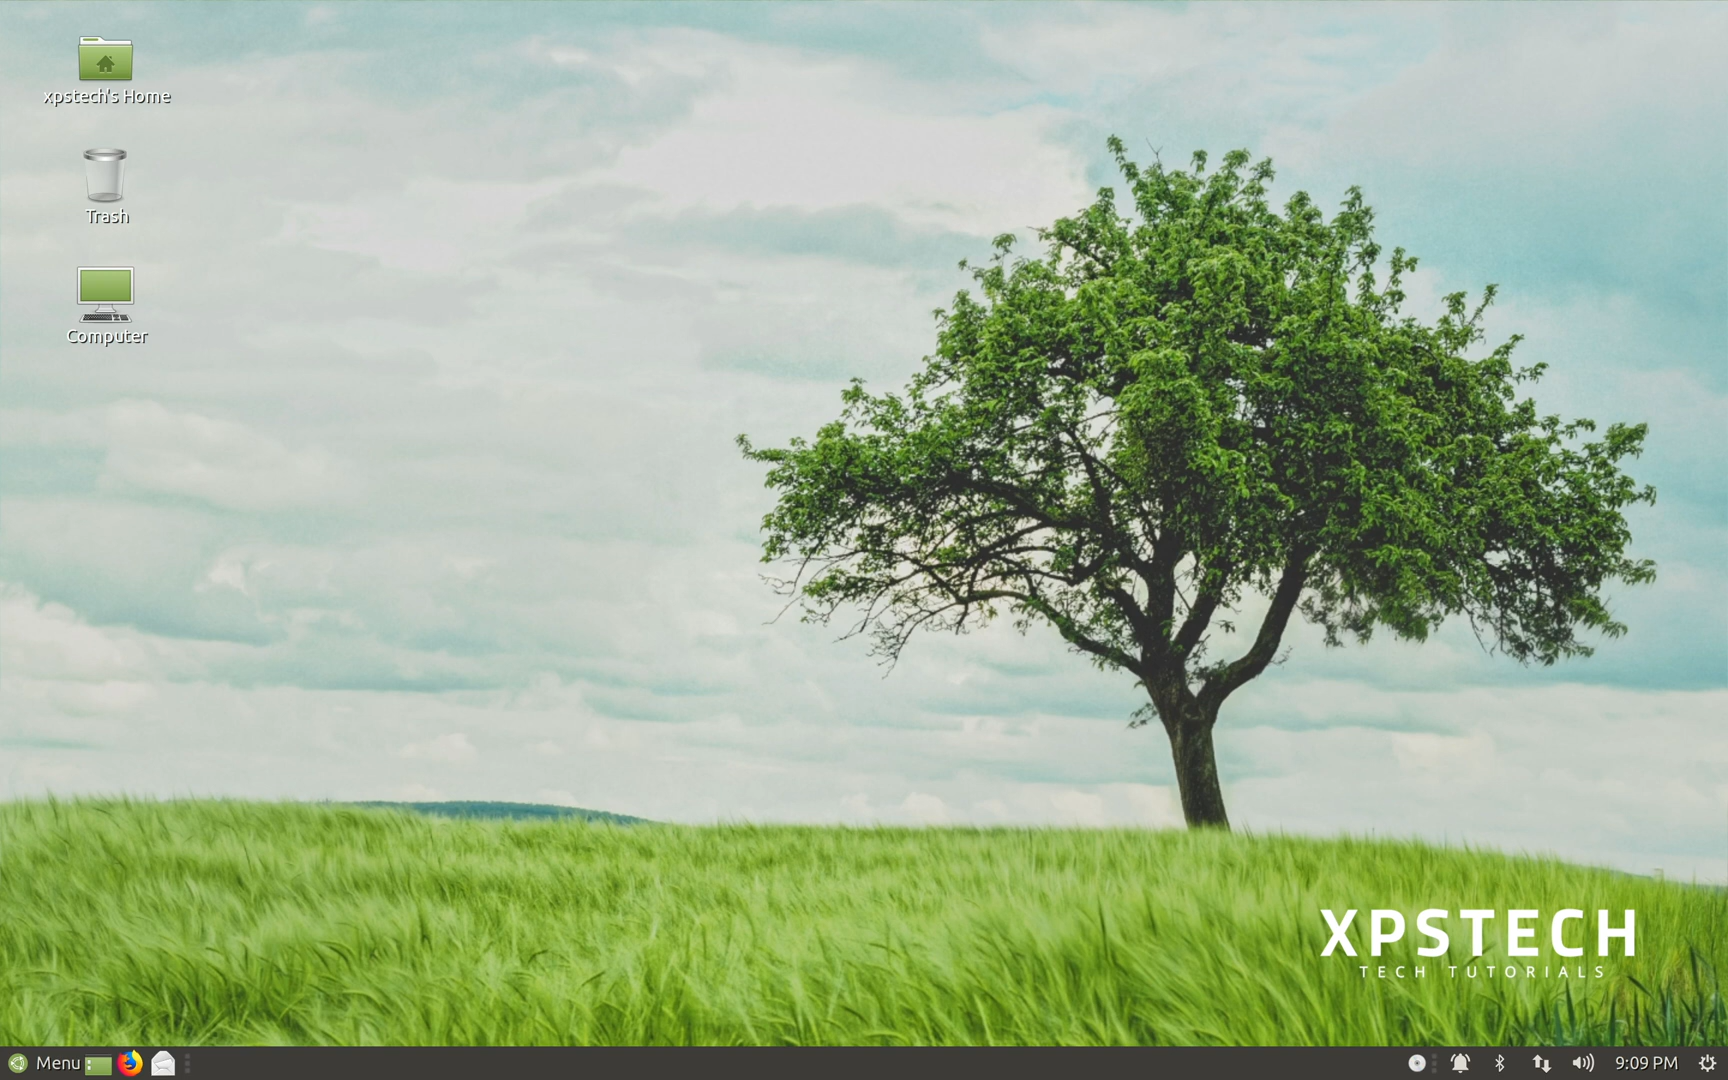 xpstech's Home
Trash
Computer
XPSTECH
TECH TUTORIALS
Menu
9:09 PM